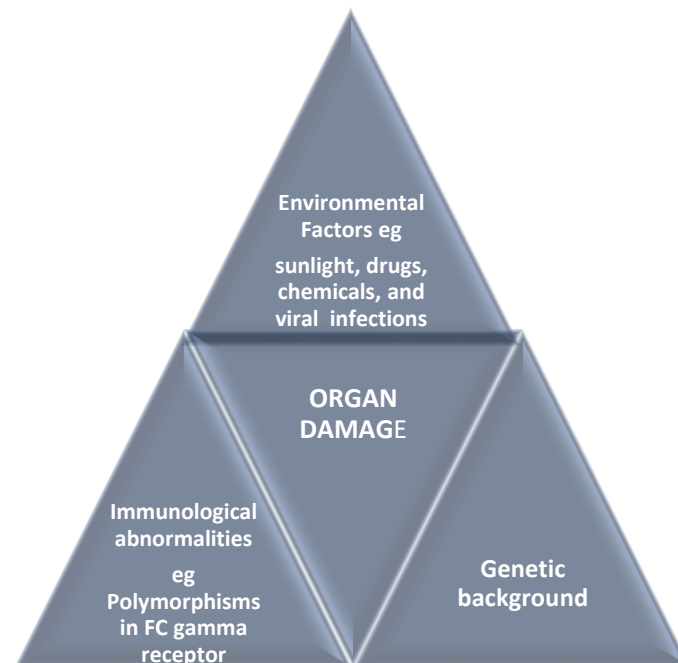 Environmental
Factors eg
sunlight, drugs,
chemicals, and
viral infections
ORGAN
DAMAGE
Immunological
abnormalities
eg
Polymorphisms
in FC gamma
receptor
Genetic
background